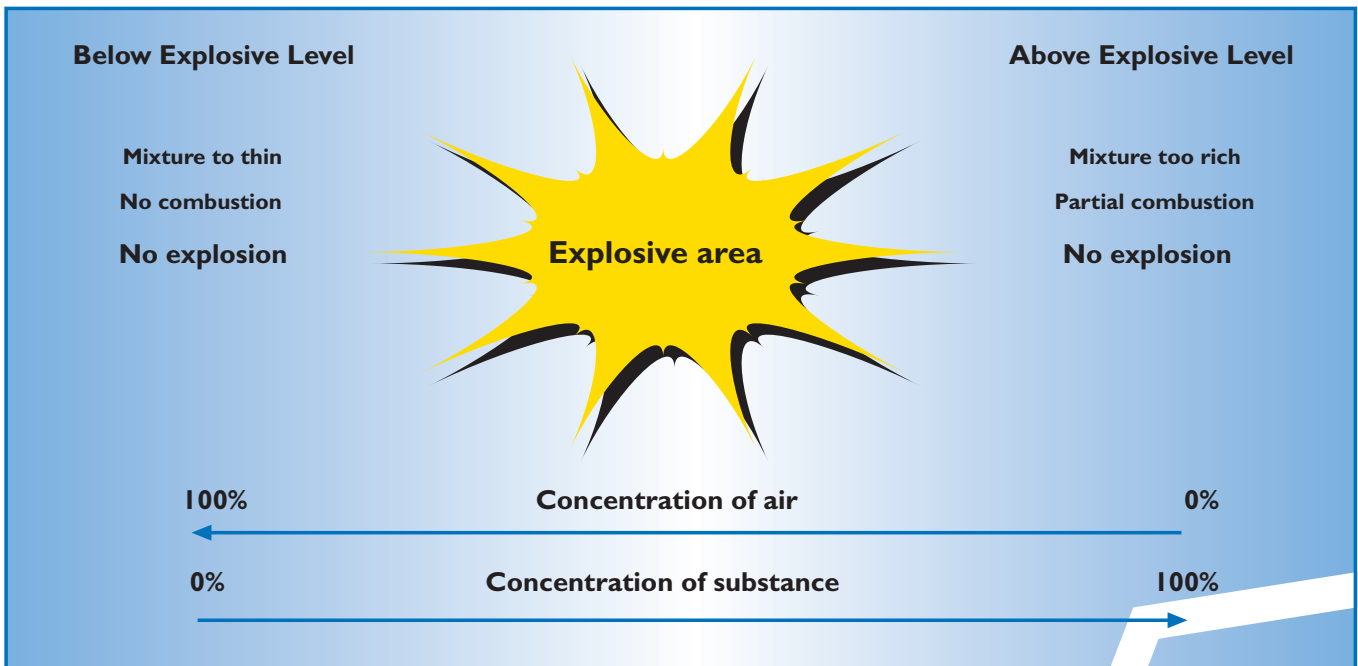 Below Explosive Level
Above Explosive Level
Mixture to thin
Mixture too rich
No combustion
Partial combustion
No explosion
Explosive area
No explosion
100%
Concentration of air
0%
0%
Concentration of substance
100%